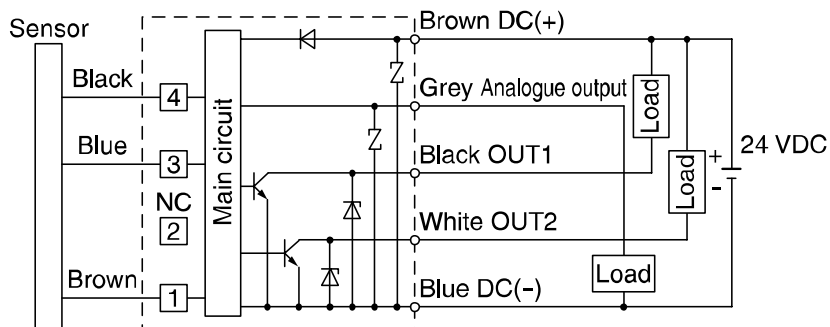 Sensor
Black
4
Blue
3
NC
2
Brown
1
Main circuit
Brown DC(+)
Grey Analogue output
Black OUT1
White OUT2
Blue DC(-)
Load
Load
Load
+
-
24 VDC